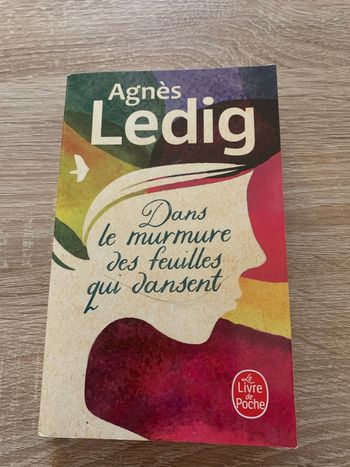 Agnès
Ledig
Dans
le murmure
des feuilles
qui dansent
Le
Livre
de
Poche